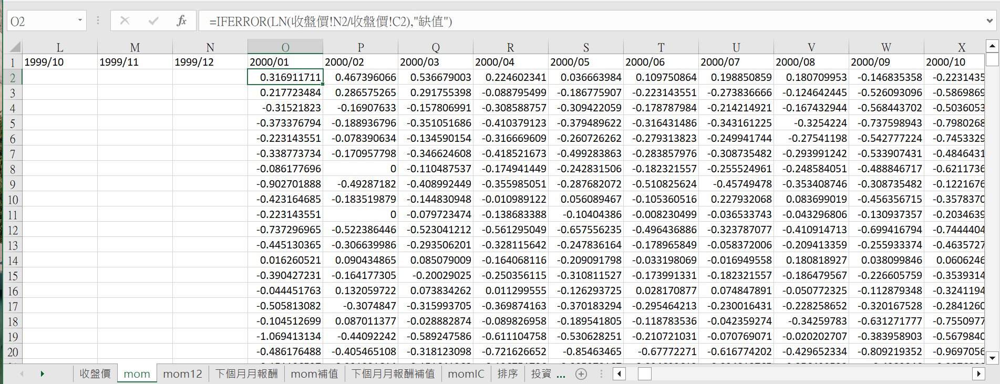 O2 fx =IFERROR(LN(收盤價!N2/收盤價!C2),"缺值")
L M N O P Q R S T U V W X
1 1999/10 1999/11 1999/12 2000/01 2000/02 2000/03 2000/04 2000/05 2000/06 2000/07 2000/08 2000/09 2000/10
2 0.316911711 0.467396066 0.536679003 0.224602341 0.036663984 0.109750864 0.198850859 0.180709953 -0.146835358 -0.2231435
3 0.217723484 0.286575265 0.291755398 -0.088795499 -0.186775907 -0.223143551 -0.273836666 -0.124642445 -0.526093096 -0.5869869
4 -0.31521823 -0.16907633 -0.157806991 -0.308588757 -0.309422059 -0.178787984 -0.214214921 -0.167432944 -0.568443702 -0.5036053
5 -0.373376794 -0.188936796 -0.351051686 -0.410379123 -0.379489622 -0.316431486 -0.343161225 -0.3254224 -0.737598943 -0.7980268
6 -0.223143551 -0.078390634 -0.134590154 -0.316669609 -0.260726262 -0.279313823 -0.249941744 -0.27541198 -0.542777224 -0.7453329
7 -0.338773734 -0.170957798 -0.346624608 -0.418521673 -0.499283863 -0.283857976 -0.308735482 -0.293991242 -0.533907431 -0.4846431
8 -0.086177696 0 -0.110487537 -0.174941449 -0.242831506 -0.182321557 -0.255524961 -0.248584051 -0.488846717 -0.6211736
9 -0.902701888 -0.49287182 -0.408992449 -0.355985051 -0.287682072 -0.510825624 -0.45749478 -0.353408746 -0.308735482 -0.1221676
10 -0.423164685 -0.183519879 -0.144830948 -0.010989122 0.056089467 -0.105360516 0.227932068 0.083699019 -0.456356715 -0.3578370
11 -0.223143551 0 -0.079723474 -0.138683388 -0.10404386 -0.008230499 -0.036533743 -0.043296806 -0.130937357 -0.2034639
12 -0.737296965 -0.522386446 -0.523041212 -0.561295049 -0.657556235 -0.496436886 -0.323787077 -0.410914713 -0.699416794 -0.7444404
13 -0.445130365 -0.306639986 -0.293506201 -0.328115642 -0.247836164 -0.178965849 -0.058372006 -0.209413359 -0.255933374 -0.4635727
14 0.016260521 0.090434865 0.085079009 -0.164068116 -0.209091798 -0.033198069 -0.016949558 0.180818927 0.038099846 0.0606246
15 -0.390427231 -0.164177305 -0.20029025 -0.250356115 -0.310811527 -0.173991331 -0.182321557 -0.186479567 -0.226605759 -0.3539314
16 -0.044451763 0.132059722 0.073834262 0.011299555 -0.126293725 0.028170877 0.074847891 -0.050772325 -0.112879348 -0.3241194
17 -0.505813082 -0.3074847 -0.315993705 -0.369874163 -0.370183294 -0.295464213 -0.230016431 -0.228258652 -0.320167528 -0.2841260
18 -0.104512699 0.087011377 -0.028882874 -0.089826958 -0.189541805 -0.118783536 -0.042359274 -0.34259783 -0.631271777 -0.7550977
19 -1.069413134 -0.44092242 -0.589247586 -0.611104758 -0.530628251 -0.210721031 -0.070769071 -0.020202707 -0.383958903 -0.5679840
20 -0.486176488 -0.405465108 -0.318123098 -0.721626652 -0.85463465 -0.67772271 -0.616774202 -0.429652334 -0.809219352 -0.9697056
收盤價 mom mom12 下個月月報酬 mom補值 下個月月報酬補值 momIC 排序 投資 ...